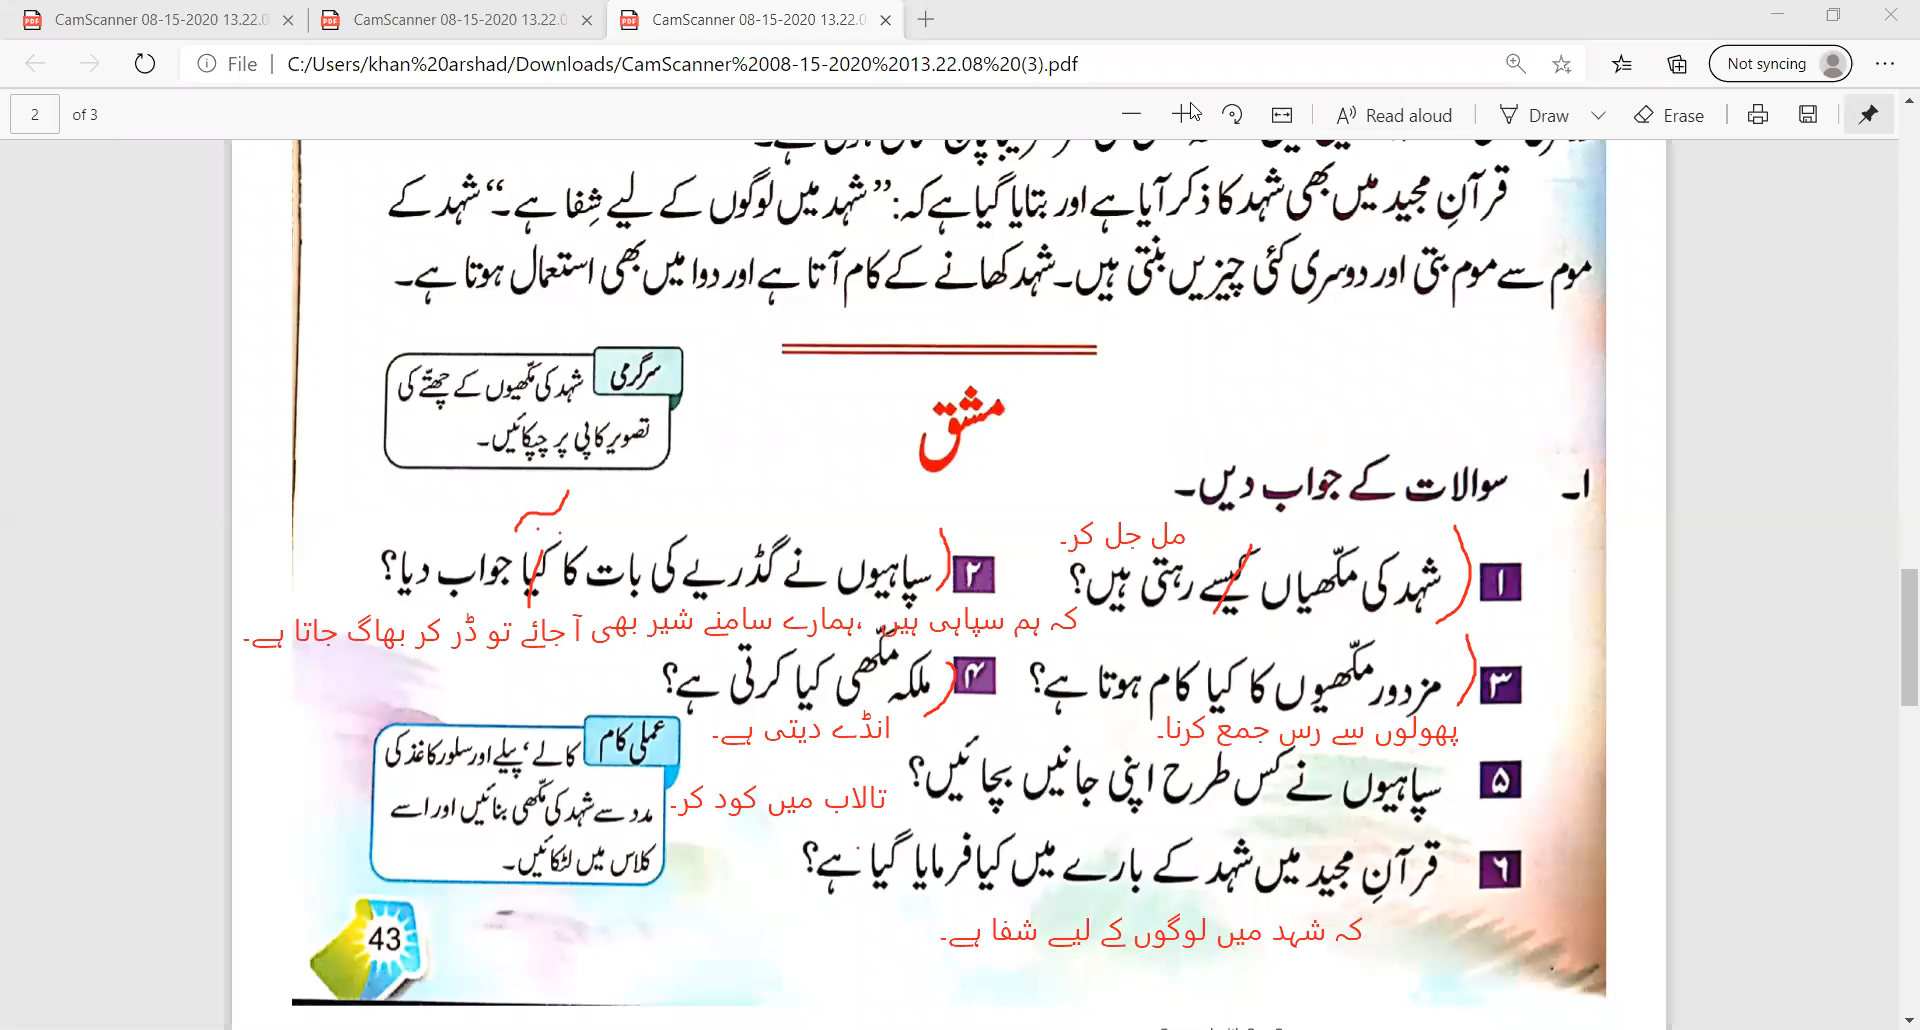 CamScanner 08-15-2020 13.22.0
CamScanner 08-15-2020 13.22.0
CamScanner 08-15-2020 13.22.0
File
C:/Users/khan%20arshad/Downloads/CamScanner%2008-15-2020%2013.22.08%20(3).pdf
Not syncing
2 of 3
Read aloud
Draw
Erase
قرآنِ مجید میں بھی شہد کا ذکر آیا ہے اور بتایا گیا ہے کہ: ”شہد میں لوگوں کے لیے شِفا ہے۔“ شہد کے
موم سے موم بتی اور دوسری کئی چیزیں بنتی ہیں۔ شہد کھانے کے کام آتا ہے اور دوا میں بھی استعمال ہوتا ہے۔
سرگرمی
شہد کی مکّھیوں کے چھتّے کی
تصویر کاپی پر چپکائیں۔
مشق
۱۔ سوالات کے جواب دیں۔
مل جل کر۔
۱ شہد کی مکّھیاں کیسے رہتی ہیں؟
۲ سپاہیوں نے گڈریے کی بات کا کیا جواب دیا؟
کہ ہم سپاہی ہیں ،ہمارے سامنے شیر بھی آ جائے تو ڈر کر بھاگ جاتا ہے۔
۳ مزدور مکّھیوں کا کیا کام ہوتا ہے؟
۴ ملکہ مکّھی کیا کرتی ہے؟
پھولوں سے رس جمع کرنا۔
انڈے دیتی ہے۔
۵ سپاہیوں نے کس طرح اپنی جانیں بچائیں؟
تالاب میں کود کر۔
۶ قرآنِ مجید میں شہد کے بارے میں کیا فرمایا گیا ہے؟
کہ شہد میں لوگوں کے لیے شفا ہے۔
عملی کام
کالے، پیلے اور سلور کاغذ کی
مدد سے شہد کی مکّھی بنائیں اور اسے
کلاس میں لٹکائیں۔
43